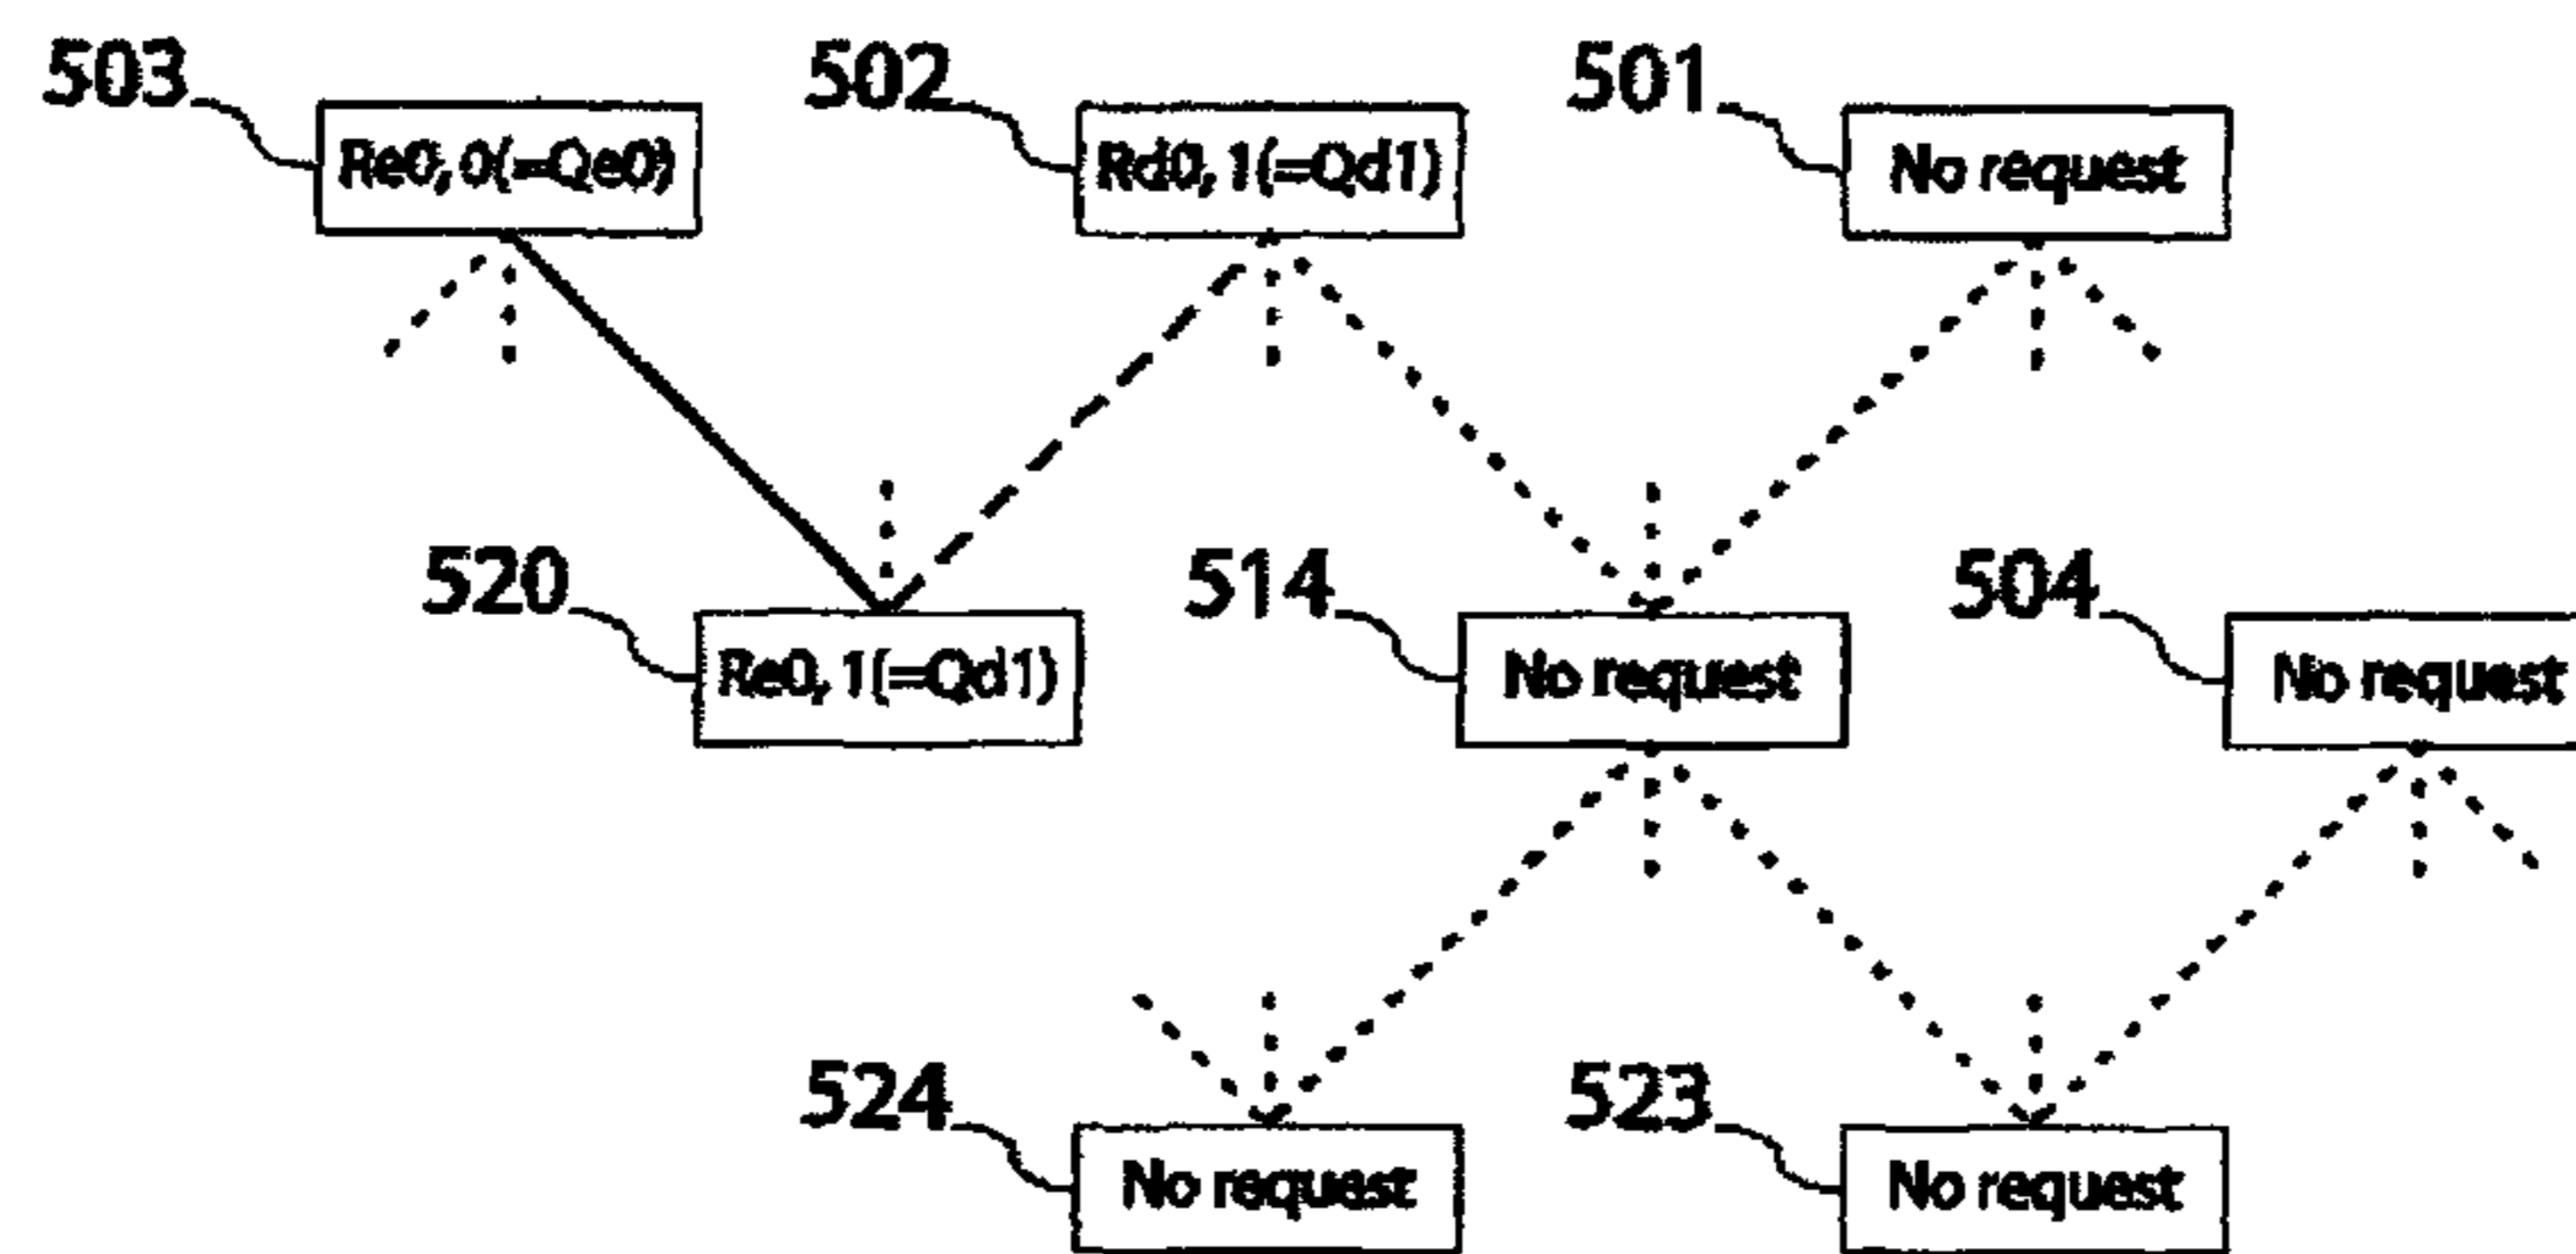 503
502
501
Re0, 0(=Qe0)
Rd0, 1(=Qd1)
No request
520
514
504
Re0, 1(=Qd1)
No request
No request
524
523
No request
No request